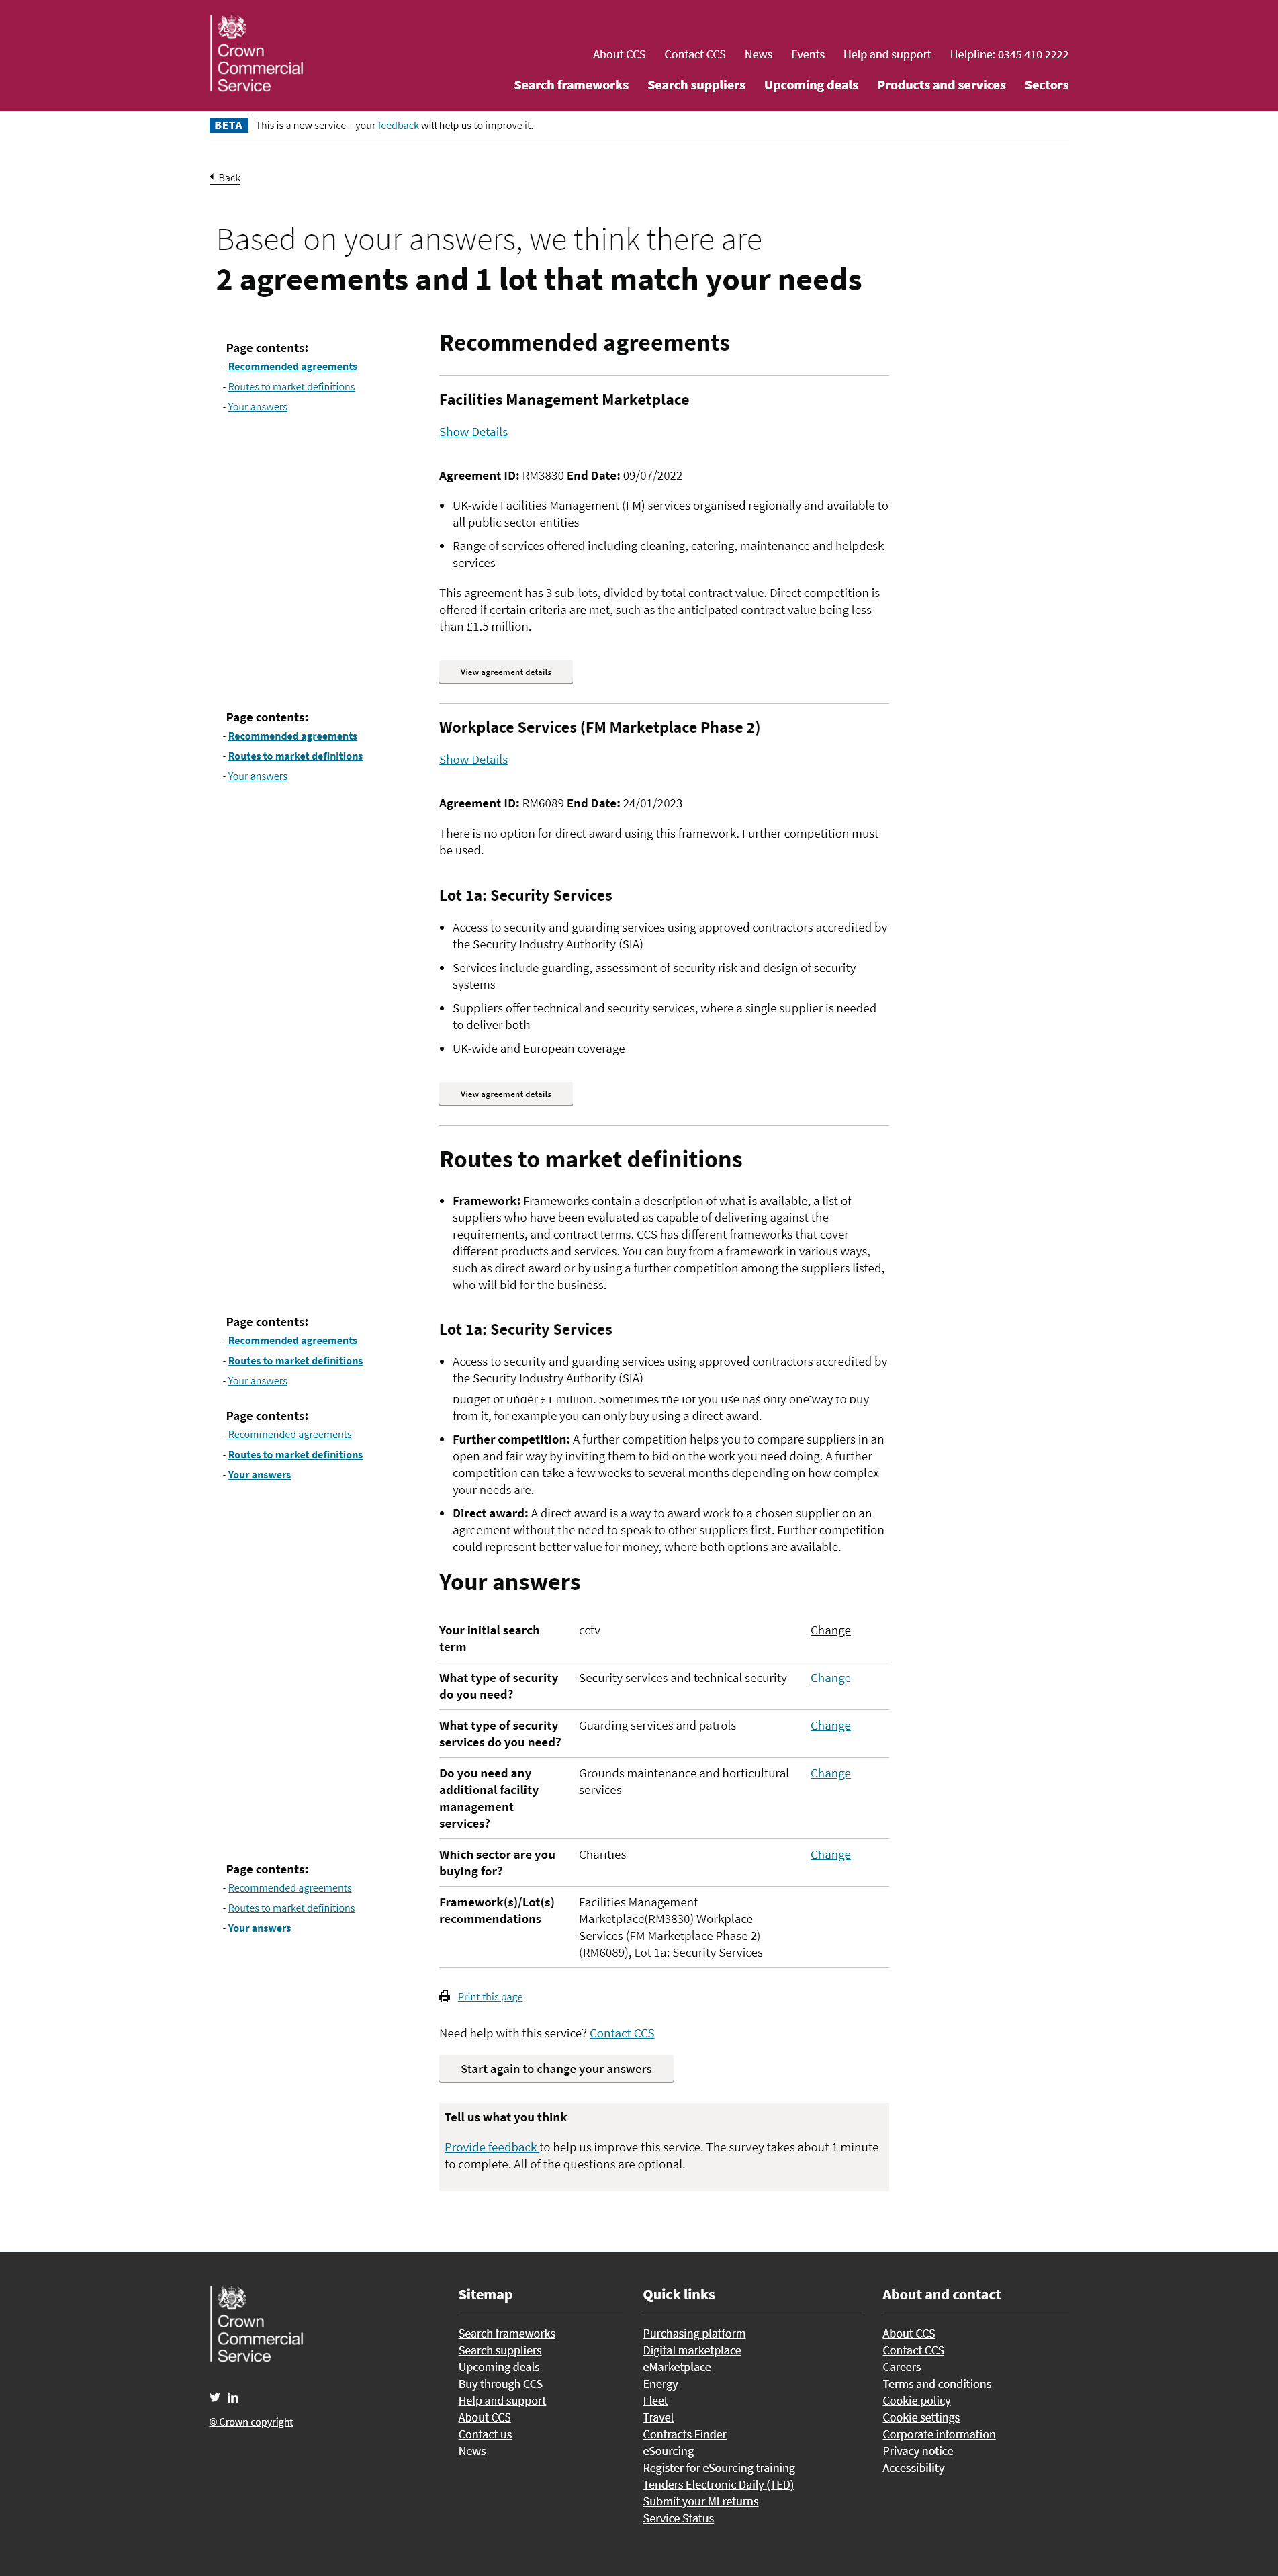 Crown
Commercial
Service
About CCS Contact CCS News Events Help and support Helpline: 0345 410 2222
Search frameworks Search suppliers Upcoming deals Products and services Sectors
BETA This is a new service – your feedback will help us to improve it.
Back
Based on your answers, we think there are
2 agreements and 1 lot that match your needs
Page contents:
- Recommended agreements
- Routes to market definitions
- Your answers
Recommended agreements
Facilities Management Marketplace
Show Details
Agreement ID: RM3830 End Date: 09/07/2022
• UK-wide Facilities Management (FM) services organised regionally and available to
all public sector entities
• Range of services offered including cleaning, catering, maintenance and helpdesk
services
This agreement has 3 sub-lots, divided by total contract value. Direct competition is
offered if certain criteria are met, such as the anticipated contract value being less
than £1.5 million.
View agreement details
Page contents:
- Recommended agreements
- Routes to market definitions
- Your answers
Workplace Services (FM Marketplace Phase 2)
Show Details
Agreement ID: RM6089 End Date: 24/01/2023
There is no option for direct award using this framework. Further competition must
be used.
Lot 1a: Security Services
• Access to security and guarding services using approved contractors accredited by
the Security Industry Authority (SIA)
• Services include guarding, assessment of security risk and design of security
systems
• Suppliers offer technical and security services, where a single supplier is needed
to deliver both
• UK-wide and European coverage
View agreement details
Routes to market definitions
• Framework: Frameworks contain a description of what is available, a list of
suppliers who have been evaluated as capable of delivering against the
requirements, and contract terms. CCS has different frameworks that cover
different products and services. You can buy from a framework in various ways,
such as direct award or by using a further competition among the suppliers listed,
who will bid for the business.
Page contents:
- Recommended agreements
- Routes to market definitions
- Your answers
Page contents:
- Recommended agreements
- Routes to market definitions
- Your answers
Lot 1a: Security Services
• Access to security and guarding services using approved contractors accredited by
the Security Industry Authority (SIA)
budget of under £1 million. Sometimes the lot you use has only one way to buy
from it, for example you can only buy using a direct award.
• Further competition: A further competition helps you to compare suppliers in an
open and fair way by inviting them to bid on the work you need doing. A further
competition can take a few weeks to several months depending on how complex
your needs are.
• Direct award: A direct award is a way to award work to a chosen supplier on an
agreement without the need to speak to other suppliers first. Further competition
could represent better value for money, where both options are available.
Your answers
Your initial search cctv Change
term
What type of security Security services and technical security Change
do you need?
What type of security Guarding services and patrols Change
services do you need?
Do you need any Grounds maintenance and horticultural Change
additional facility services
management
services?
Which sector are you Charities Change
buying for?
Framework(s)/Lot(s) Facilities Management
recommendations Marketplace(RM3830) Workplace
Services (FM Marketplace Phase 2)
(RM6089), Lot 1a: Security Services
Page contents:
- Recommended agreements
- Routes to market definitions
- Your answers
Print this page
Need help with this service? Contact CCS
Start again to change your answers
Tell us what you think
Provide feedback to help us improve this service. The survey takes about 1 minute
to complete. All of the questions are optional.
Crown
Commercial
Service
© Crown copyright
Sitemap
Search frameworks
Search suppliers
Upcoming deals
Buy through CCS
Help and support
About CCS
Contact us
News
Quick links
Purchasing platform
Digital marketplace
eMarketplace
Energy
Fleet
Travel
Contracts Finder
eSourcing
Register for eSourcing training
Tenders Electronic Daily (TED)
Submit your MI returns
Service Status
About and contact
About CCS
Contact CCS
Careers
Terms and conditions
Cookie policy
Cookie settings
Corporate information
Privacy notice
Accessibility